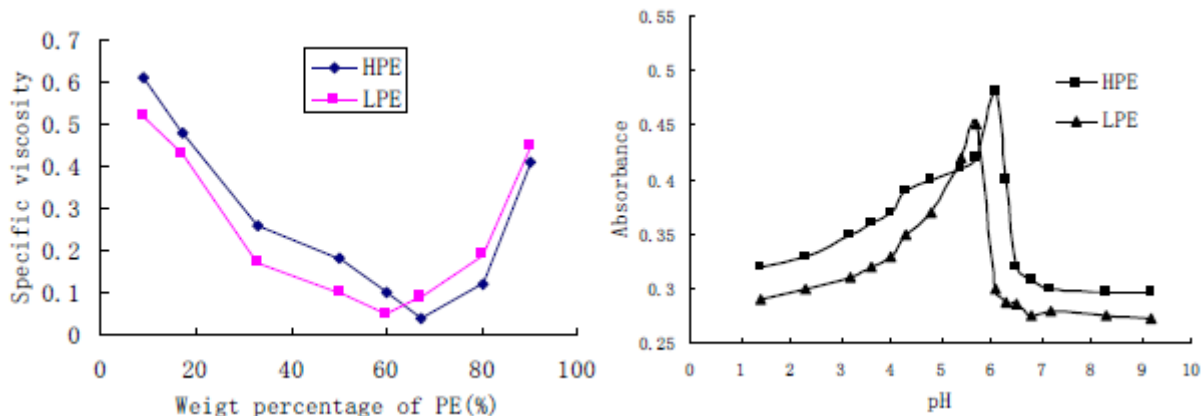 0.7
0.6
0.5
0.4
0.3
0.2
0.1
0
0 20 40 60 80 100
Specific viscosity
Weigt percentage of PE(%)
HPE
LPE
0.55
0.5
0.45
0.4
0.35
0.3
0.25
0 1 2 3 4 5 6 7 8 9 10
Absorbance
pH
HPE
LPE